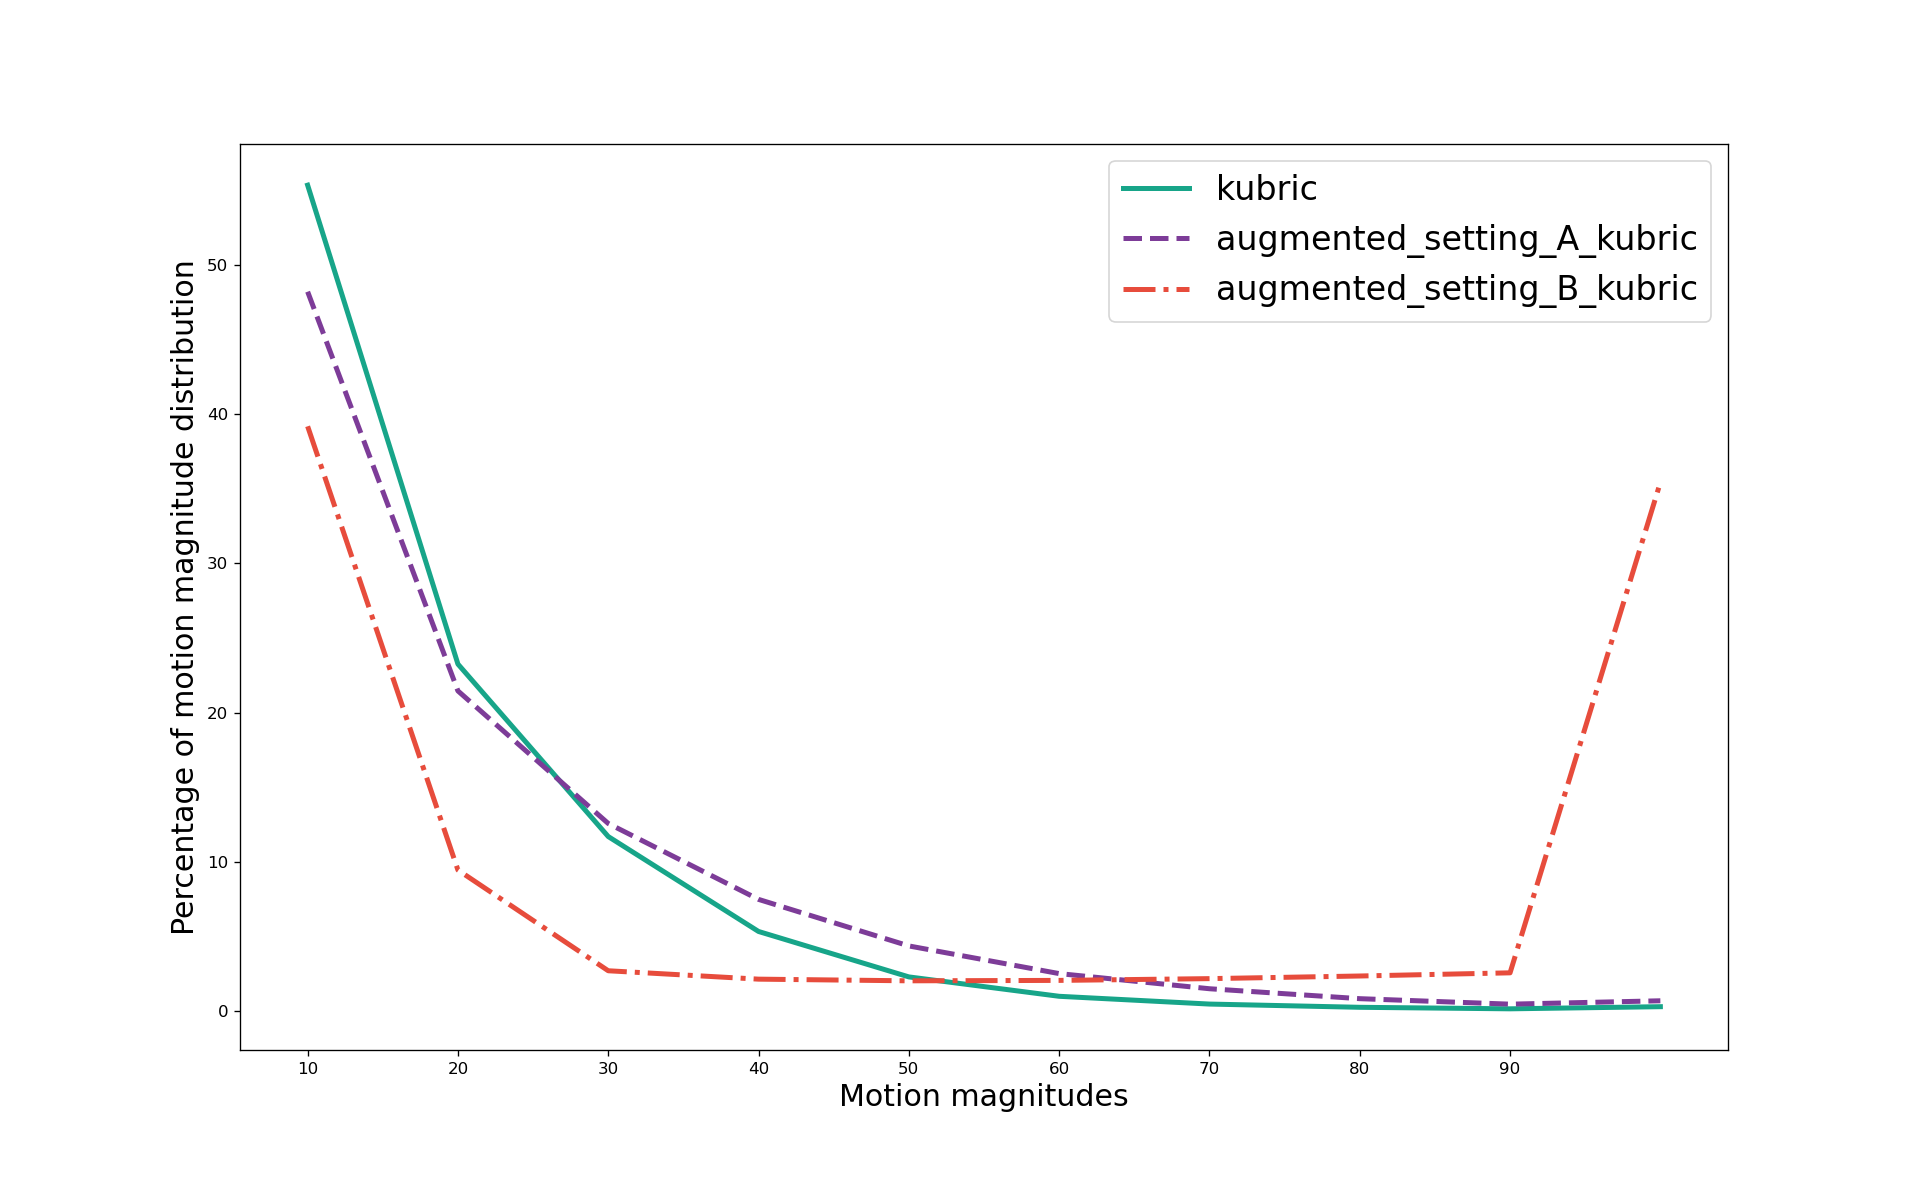 kubric
augmented_setting_A_kubric
augmented_setting_B_kubric
Percentage of motion magnitude distribution
50
40
30
20
10
0
10 20 30 40 50 60 70 80 90
Motion magnitudes